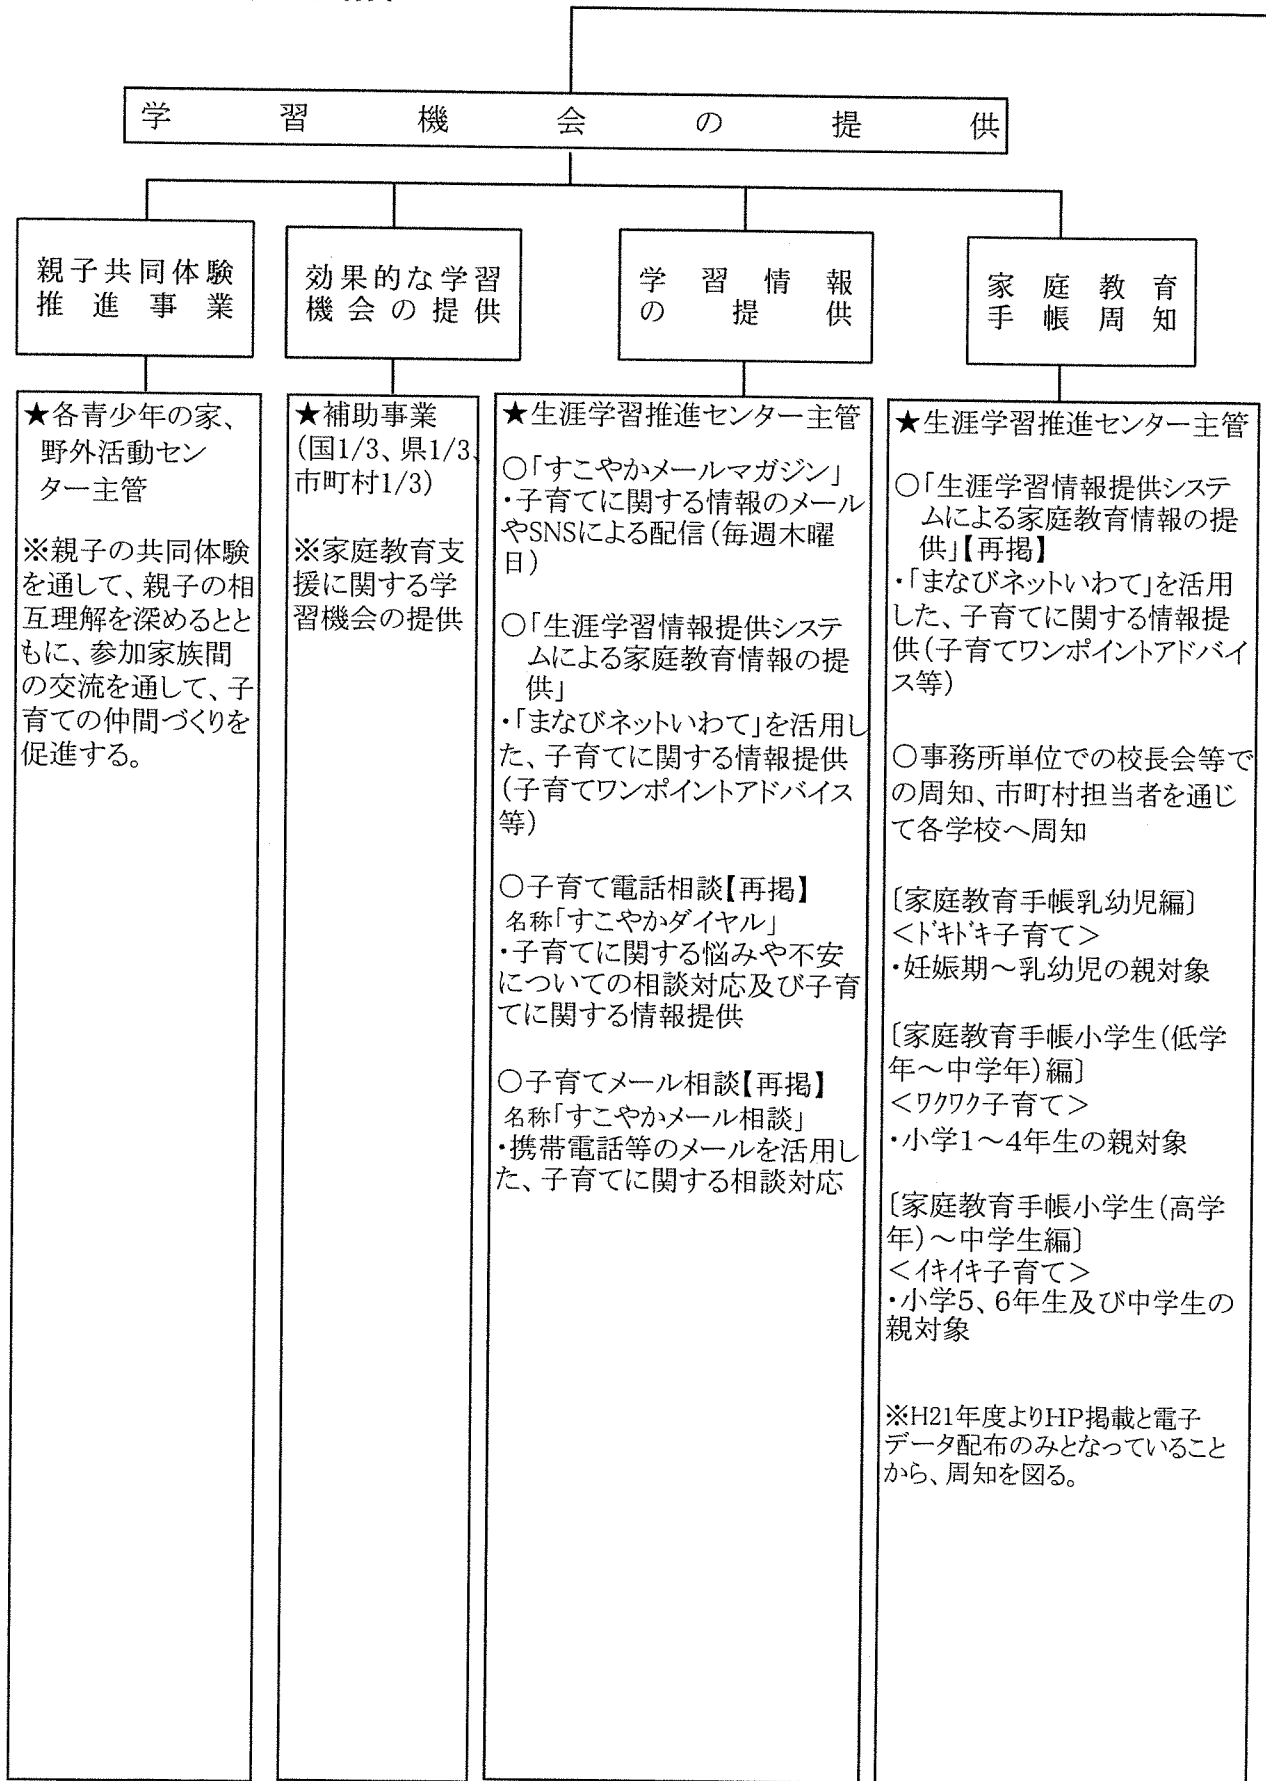 学習機会の提供
親子共同体験
推進事業
効果的な学習
機会の提供
学習情報
の提供
家庭教育
手帳周知
★各青少年の家、
野外活動セン
ター主管
※親子の共同体験
を通して、親子の相
互理解を深めるとと
もに、参加家族間
の交流を通して、子
育ての仲間づくりを
促進する。
★補助事業
(国1/3、県1/3、
市町村1/3)
※家庭教育支
援に関する学
習機会の提供
★生涯学習推進センター主管
○「すこやかメールマガジン」
・子育てに関する情報のメール
やSNSによる配信(毎週木曜
日)
○「生涯学習情報提供システ
ムによる家庭教育情報の提
供」
・「まなびネットいわて」を活用し
た、子育てに関する情報提供
(子育てワンポイントアドバイス
等)
○子育て電話相談【再掲】
名称「すこやかダイヤル」
・子育てに関する悩みや不安
についての相談対応及び子育
てに関する情報提供
○子育てメール相談【再掲】
名称「すこやかメール相談」
・携帯電話等のメールを活用し
た、子育てに関する相談対応
★生涯学習推進センター主管
○「生涯学習情報提供システ
ムによる家庭教育情報の提
供」【再掲】
・「まなびネットいわて」を活用
した、子育てに関する情報提
供(子育てワンポイントアドバイ
ス等)
○事務所単位での校長会等で
の周知、市町村担当者を通じ
て各学校へ周知
〔家庭教育手帳乳幼児編〕
＜ﾄﾞｷﾄﾞｷ子育て＞
・妊娠期～乳幼児の親対象
〔家庭教育手帳小学生(低学
年～中学年)編〕
＜ﾜｸﾜｸ子育て＞
・小学1～4年生の親対象
〔家庭教育手帳小学生(高学
年)～中学生編〕
＜ｲｷｲｷ子育て＞
・小学5、6年生及び中学生の
親対象
※H21年度よりHP掲載と電子
データ配布のみとなっていること
から、周知を図る。